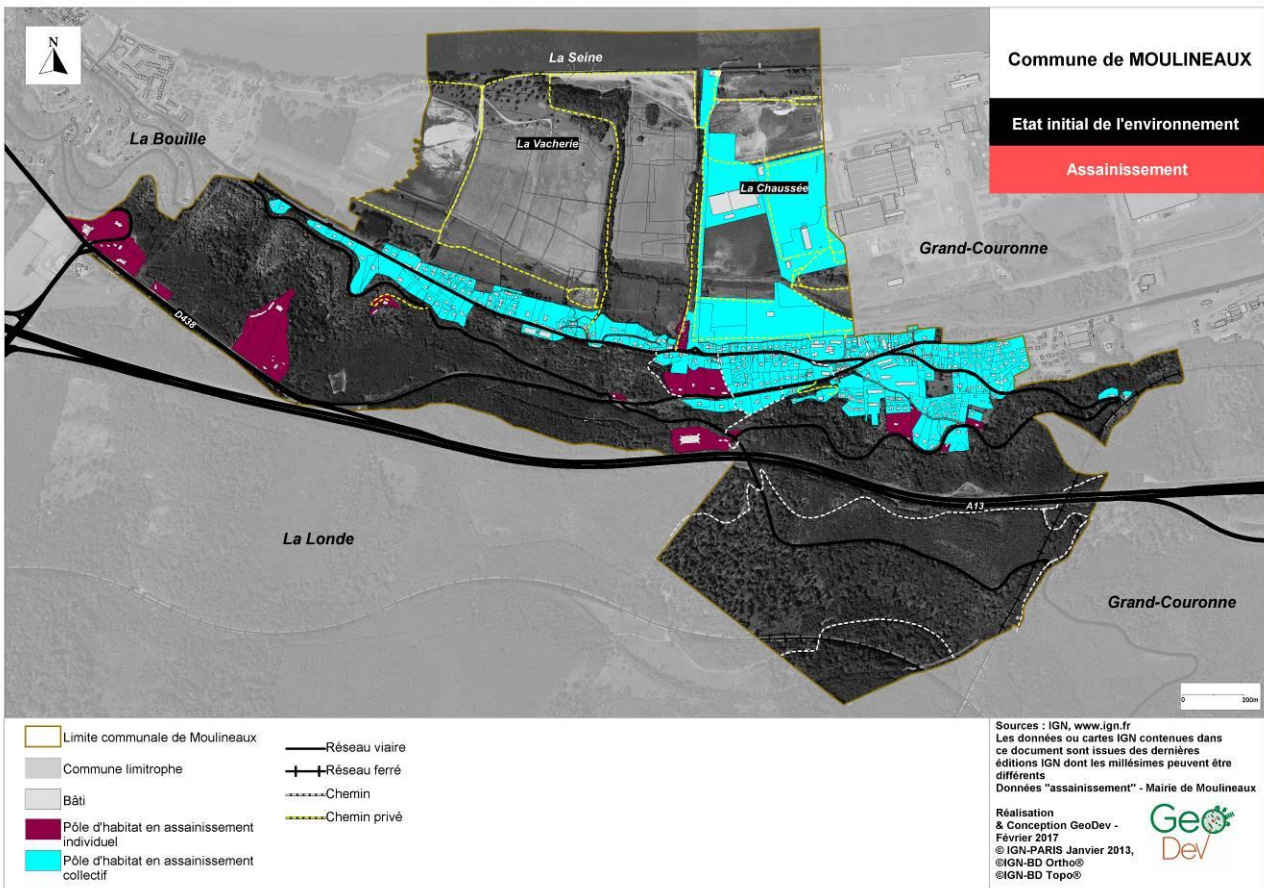 N
La Seine
La Bouille
La Vacherie
La Chaussée
Grand-Couronne
D438
A13
La Londe
Grand-Couronne
200m
Commune de MOULINEAUX
Etat initial de l'environnement
Assainissement
Limite communale de Moulineaux
Commune limitrophe
Bâti
Pôle d'habitat en assainissement
individuel
Pôle d'habitat en assainissement
collectif
Réseau viaire
Réseau ferré
Chemin
Chemin privé
Sources : IGN, www.ign.fr
Les données ou cartes IGN contenues dans
ce document sont issues des dernières
éditions IGN dont les millésimes peuvent être
différents
Données "assainissement" - Mairie de Moulineaux
Réalisation
& Conception GeoDev -
Février 2017
© IGN-PARIS Janvier 2013,
©IGN-BD Ortho®
©IGN-BD Topo®
Geo
Dev